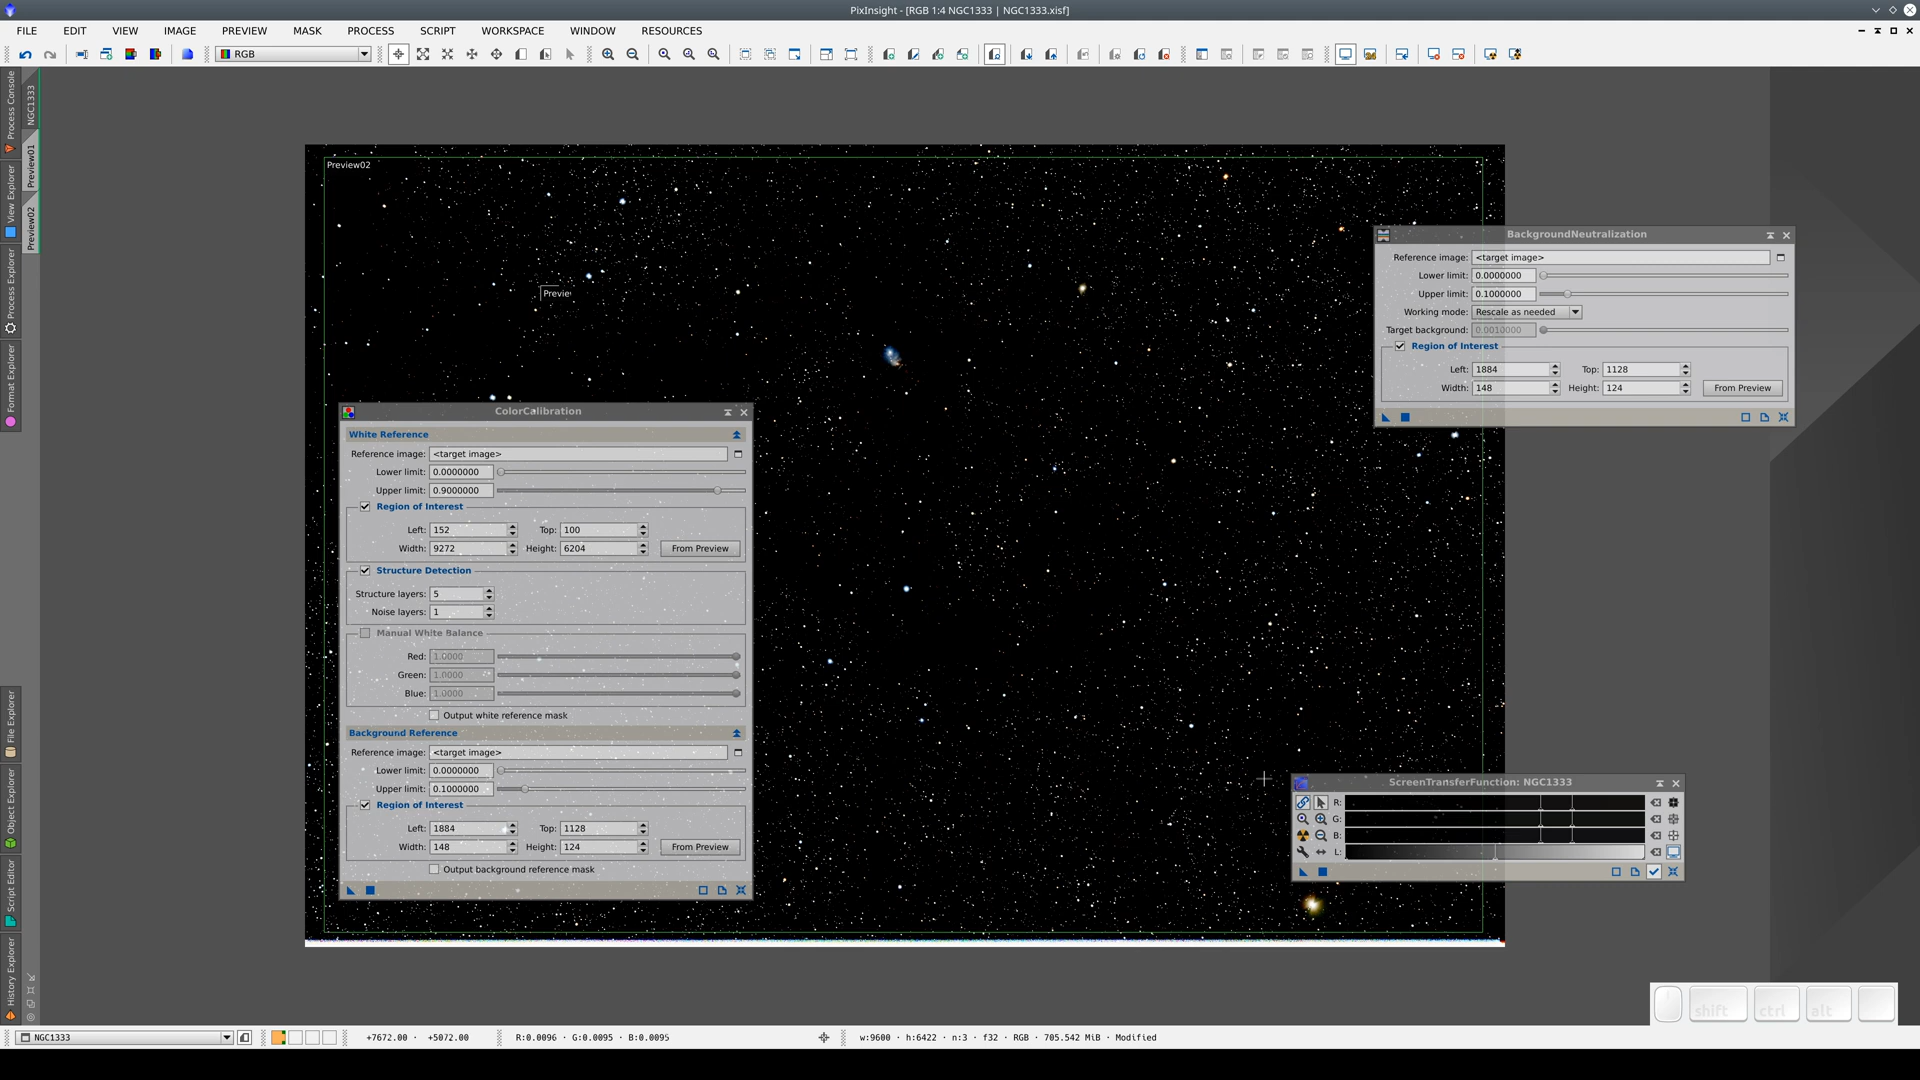 PixInsight - [RGB 1:4 NGC1333 | NGC1333.xisf]
FILE EDIT VIEW IMAGE PREVIEW MASK PROCESS SCRIPT WORKSPACE WINDOW RESOURCES
RGB
Process Console
View Explorer
Process Explorer
Format Explorer
File Explorer
Object Explorer
Script Editor
History Explorer
NGC1333
Preview01
Preview02
Preview02
Previe
BackgroundNeutralization
Reference image: <target image>
Lower limit: 0.0000000
Upper limit: 0.1000000
Working mode: Rescale as needed
Target background: 0.0010000
Region of Interest
Left: 1884 Top: 1128
Width: 148 Height: 124 From Preview
ColorCalibration
White Reference
Reference image: <target image>
Lower limit: 0.0000000
Upper limit: 0.9000000
Region of Interest
Left: 152 Top: 100
Width: 9272 Height: 6204 From Preview
Structure Detection
Structure layers: 5
Noise layers: 1
Manual White Balance
Red: 1.0000
Green: 1.0000
Blue: 1.0000
Output white reference mask
Background Reference
Reference image: <target image>
Lower limit: 0.0000000
Upper limit: 0.1000000
Region of Interest
Left: 1884 Top: 1128
Width: 148 Height: 124 From Preview
Output background reference mask
ScreenTransferFunction: NGC1333
R:
G:
B:
L:
shift ctrl alt
NGC1333 +7672.00 · +5072.00 R:0.0096 · G:0.0095 · B:0.0095 w:9600 · h:6422 · n:3 · f32 · RGB · 705.542 MiB · Modified